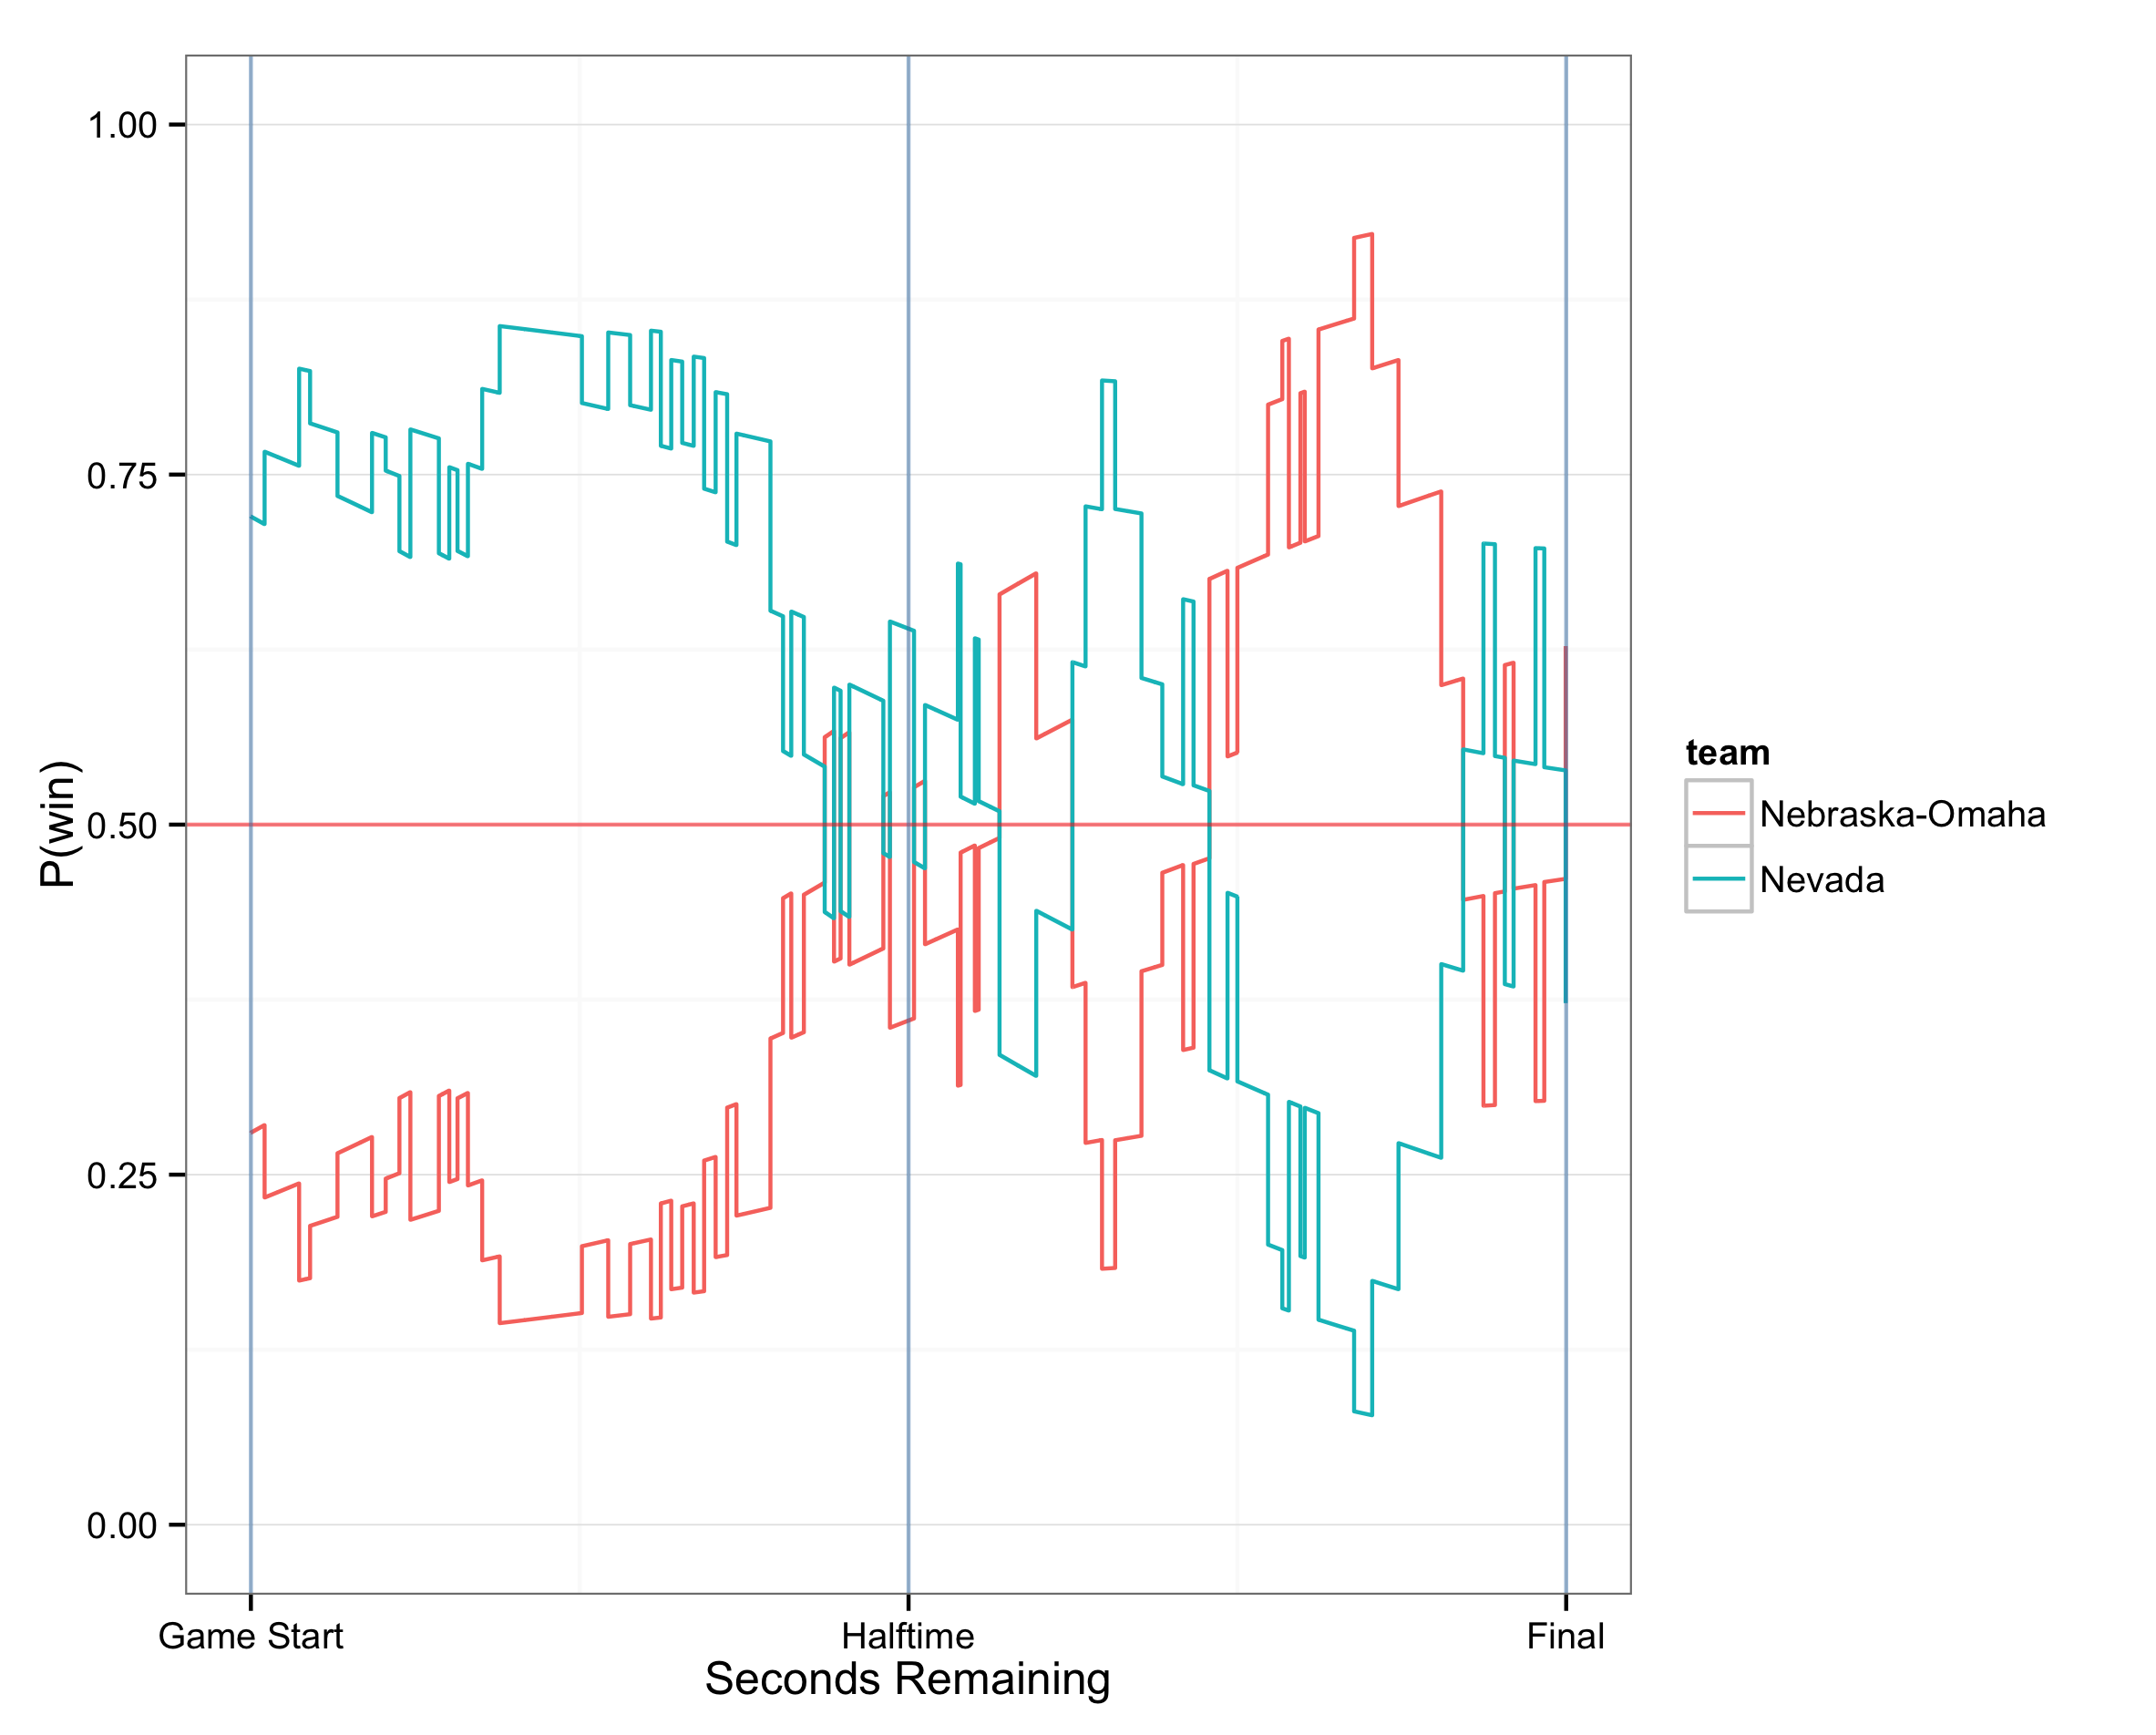 1.00
0.75
0.50
0.25
0.00
P(win)
Game Start
Halftime
Final
Seconds Remaining
team
Nebraska-Omaha
Nevada